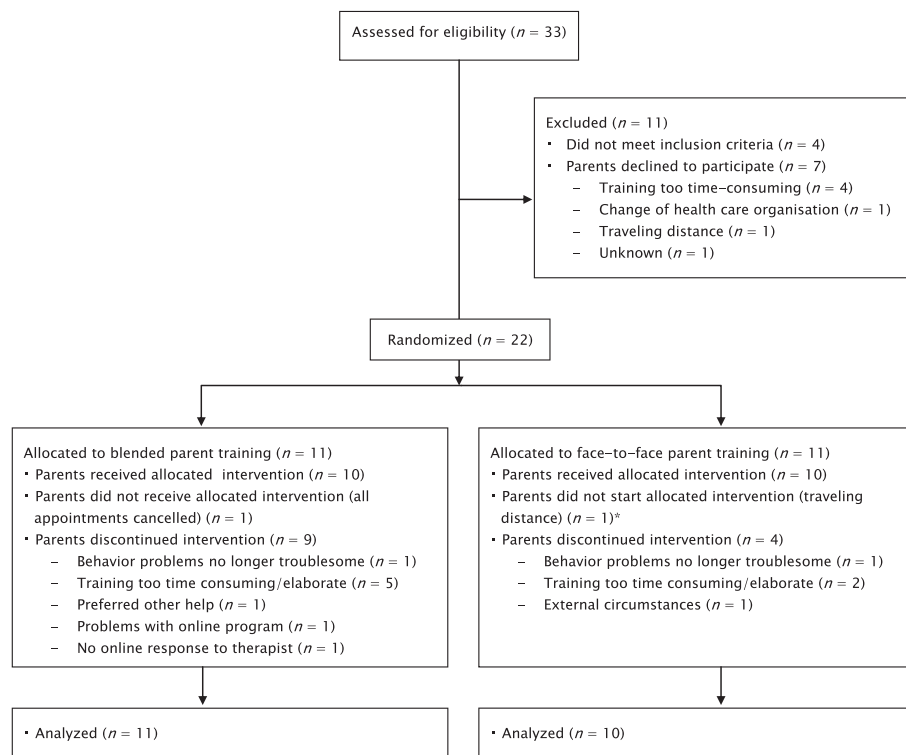 Assessed for eligibility (n = 33)
Excluded (n = 11)
▪ Did not meet inclusion criteria (n = 4)
▪ Parents declined to participate (n = 7)
– Training too time–consuming (n = 4)
– Change of health care organisation (n = 1)
– Traveling distance (n = 1)
– Unknown (n = 1)
Randomized (n = 22)
Allocated to blended parent training (n = 11)
▪ Parents received allocated intervention (n = 10)
▪ Parents did not receive allocated intervention (all
appointments cancelled) (n = 1)
▪ Parents discontinued intervention (n = 9)
– Behavior problems no longer troublesome (n = 1)
– Training too time consuming/elaborate (n = 5)
– Preferred other help (n = 1)
– Problems with online program (n = 1)
– No online response to therapist (n = 1)
Allocated to face–to–face parent training (n = 11)
▪ Parents received allocated intervention (n = 10)
▪ Parents did not start allocated intervention (traveling
distance) (n = 1)*
▪ Parents discontinued intervention (n = 4)
– Behavior problems no longer troublesome (n = 1)
– Training too time consuming/elaborate (n = 2)
– External circumstances (n = 1)
▪ Analyzed (n = 11)
▪ Analyzed (n = 10)